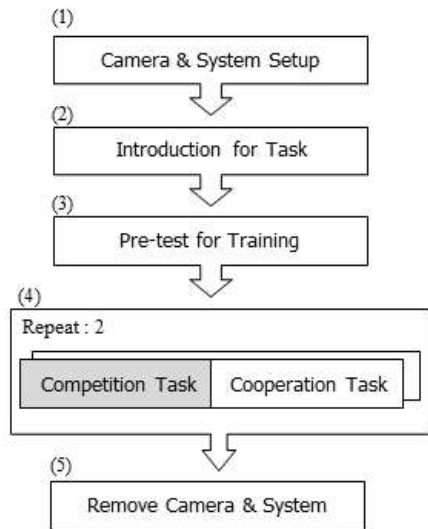 (1)
Camera & System Setup
(2)
Introduction for Task
(3)
Pre-test for Training
(4)
Repeat : 2
Competition Task Cooperation Task
(5)
Remove Camera & System